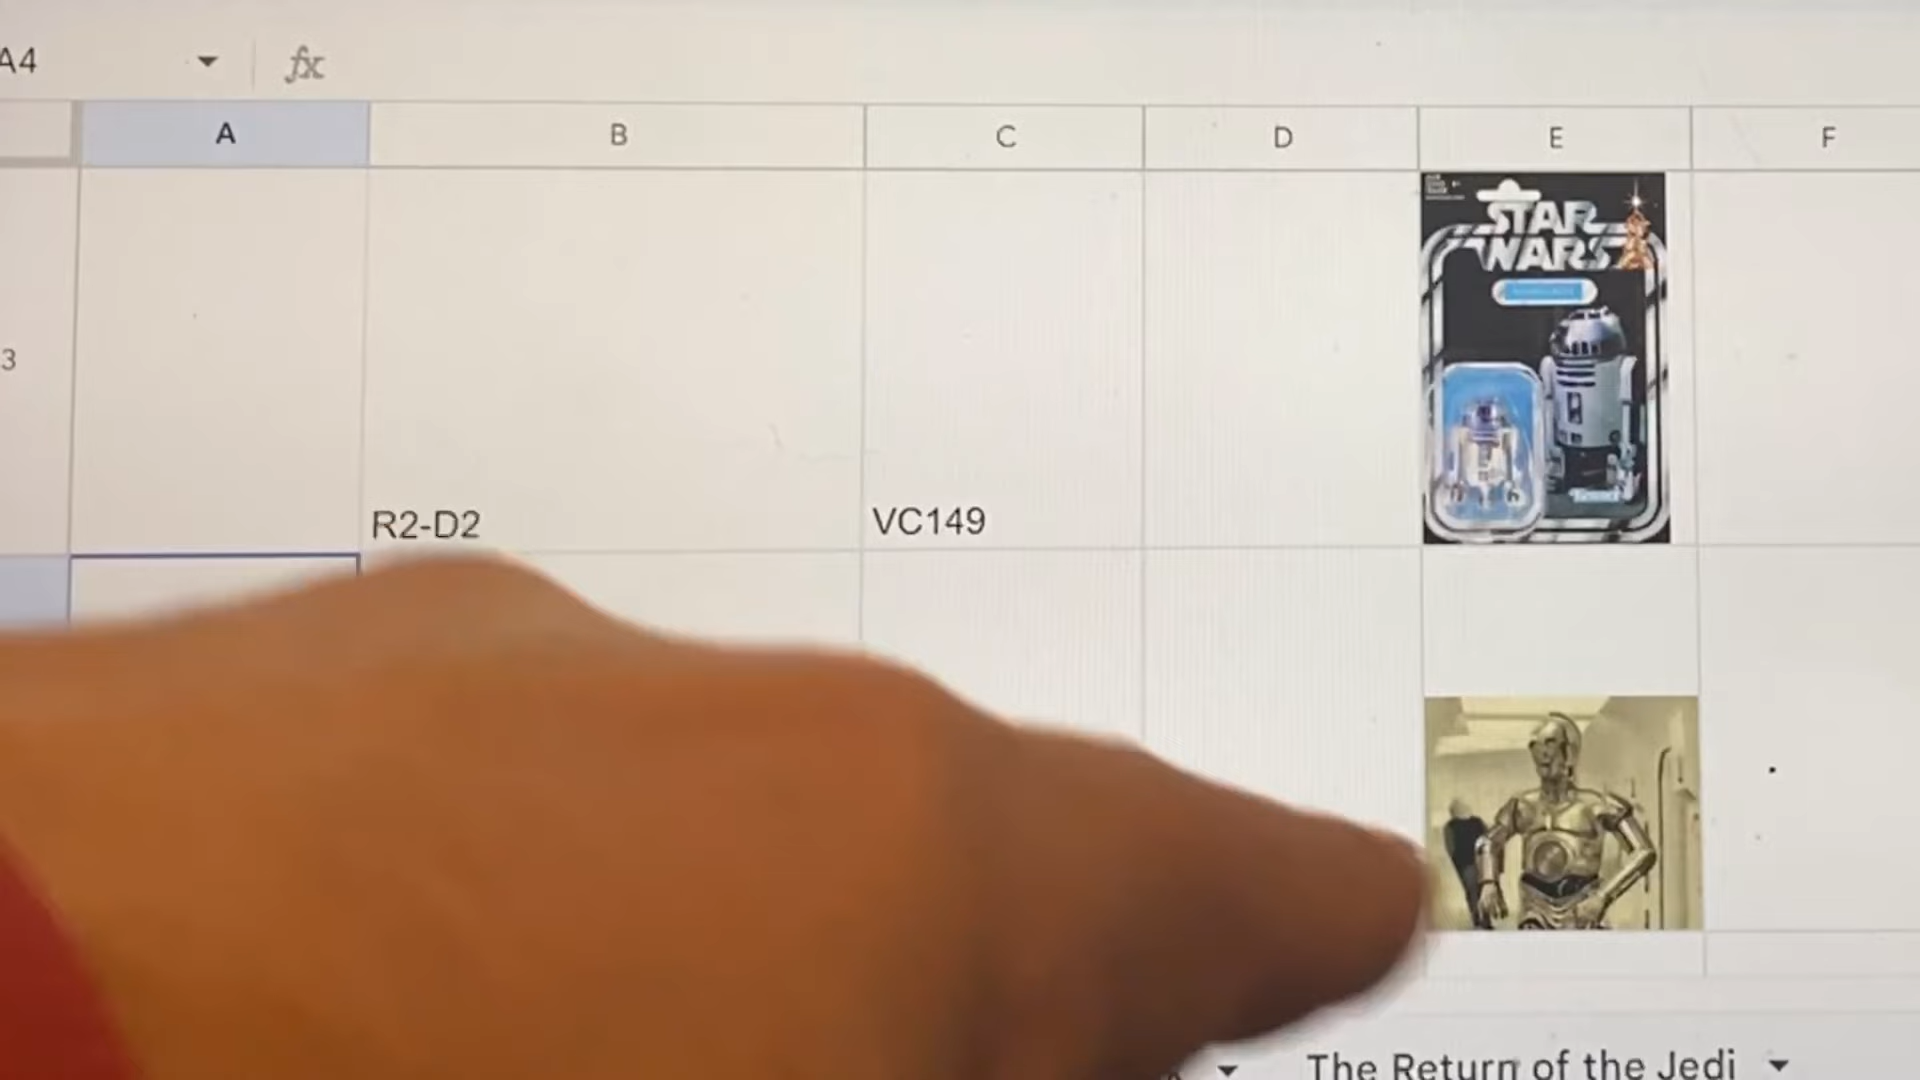 A4
fx
A B C D E F
STAR
WARS
3
R2-D2 VC149
The Return of the Jedi